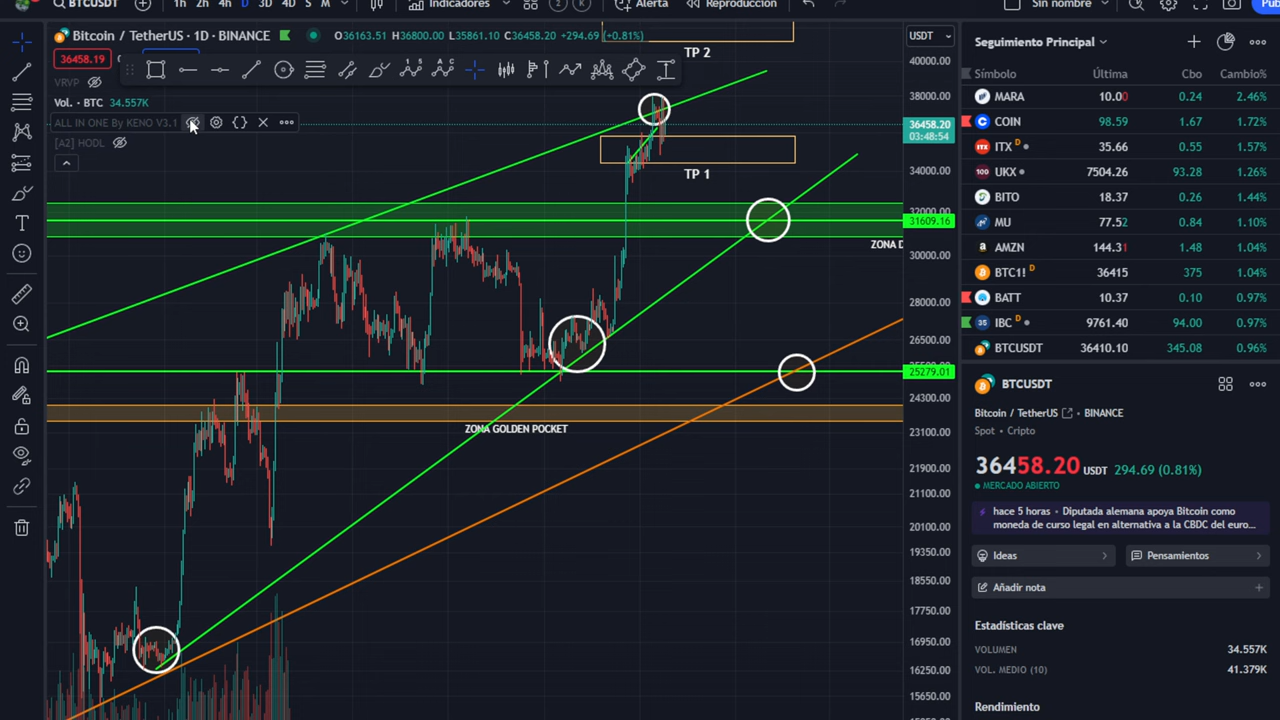 BTCUSDT
1h 2h 4h D 3D 4D S M
Indicadores
2 K
Alerta
Reproducción
Sin nombre
Bitcoin / TetherUS · 1D · BINANCE
O36163.51 H36800.00 L35861.10 C36458.20 +294.69 (+0.81%)
36458.19
VRVP
Vol. · BTC 34.557K
ALL IN ONE By KENO V3.1
[A2] HODL
TP 2
TP 1
ZONA D
ZONA GOLDEN POCKET
USDT
40000.00
38000.00
36458.20
03:48:54
34000.00
32000.00
31609.16
30000.00
28000.00
26500.00
25279.01
24300.00
23100.00
21900.00
21100.00
20100.00
19350.00
18550.00
17750.00
16950.00
16250.00
15650.00
Seguimiento Principal
Símbolo Última Cbo Cambio%
MARA 10.00 0.24 2.46%
COIN 98.59 1.67 1.72%
ITX D 35.66 0.55 1.57%
UKX 7504.26 93.28 1.26%
BITO 18.37 0.26 1.44%
MU 77.52 0.84 1.10%
AMZN 144.31 1.48 1.04%
BTC1! D 36415 375 1.04%
BATT 10.37 0.10 0.97%
IBC D 9761.40 94.00 0.97%
BTCUSDT 36410.10 345.08 0.96%
BTCUSDT
Bitcoin / TetherUS BINANCE
Spot • Cripto
36458.20 USDT 294.69 (0.81%)
MERCADO ABIERTO
hace 5 horas • Diputada alemana apoya Bitcoin como
moneda de curso legal en alternativa a la CBDC del euro...
Ideas
Pensamientos
Añadir nota
Estadísticas clave
VOLUMEN 34.557K
VOL. MEDIO (10) 41.379K
Rendimiento